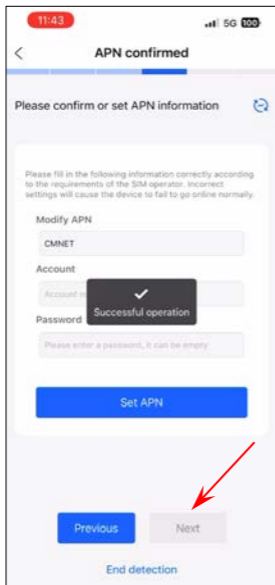 11:43
5G 100
APN confirmed
Please confirm or set APN information
Please fill in the following information correctly according
to the requirements of the SIM operator. Incorrect
settings will cause the device to fail to go online normally.
Modify APN
CMNET
Account
Account
Successful operation
Password
Please enter a password, it can be empty
Set APN
Previous
Next
End detection